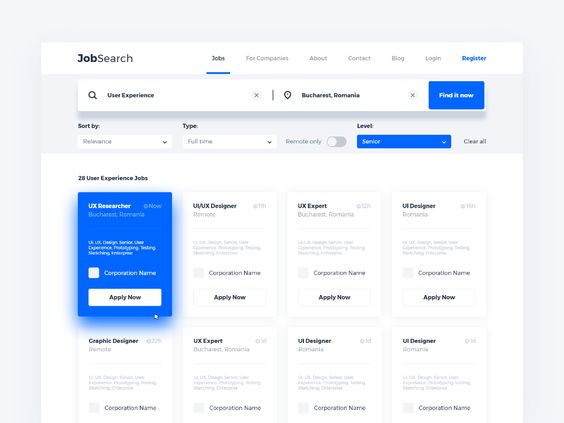 JobSearch
Jobs For Companies About Contact Blog Login Register
User Experience
Bucharest, Romania
Find it now
Sort by: Type: Level:
Relevance Full time Remote only Senior Clear all
28 User Experience Jobs
UX Researcher Now
Bucharest, Romania
UI, UX, Design, Senior, User
Experience, Prototyping, Testing,
Sketching, Enterprise
Corporation Name
Apply Now
UI/UX Designer 11h
Remote
UI, UX, Design, Senior, User
Experience, Prototyping, Testing,
Sketching, Enterprise
Corporation Name
Apply Now
UX Expert 12h
Bucharest, Romania
UI, UX, Design, Senior, User
Experience, Prototyping, Testing,
Sketching, Enterprise
Corporation Name
Apply Now
UI Designer 16h
Romania
UI, UX, Design, Senior, User
Experience, Prototyping, Testing,
Sketching, Enterprise
Corporation Name
Apply Now
Graphic Designer 22h
Remote
UI, UX, Design, Senior, User
Experience, Prototyping, Testing,
Sketching, Enterprise
Corporation Name
UX Expert 1d
Bucharest, Romania
UI, UX, Design, Senior, User
Experience, Prototyping, Testing,
Sketching, Enterprise
Corporation Name
UI Designer 1d
Romania
UI, UX, Design, Senior, User
Experience, Prototyping, Testing,
Sketching, Enterprise
Corporation Name
UI Designer 1d
Romania
UI, UX, Design, Senior, User
Experience, Prototyping, Testing,
Sketching, Enterprise
Corporation Name